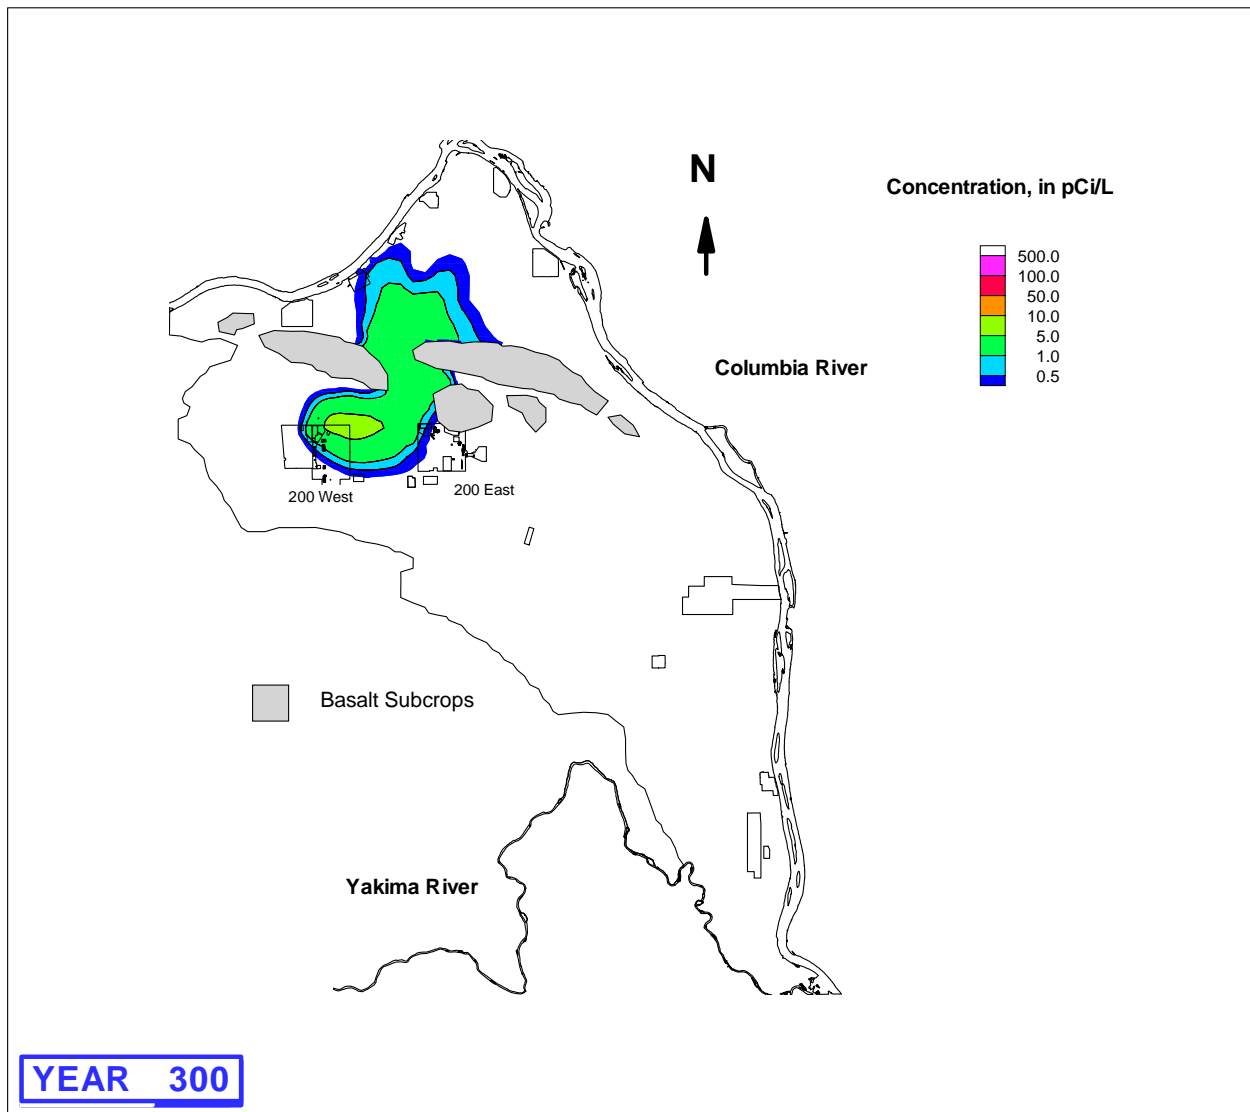 N
Concentration, in pCi/L
500.0
100.0
50.0
10.0
5.0
1.0
0.5
Columbia River
200 West
200 East
Basalt Subcrops
Yakima River
YEAR 300